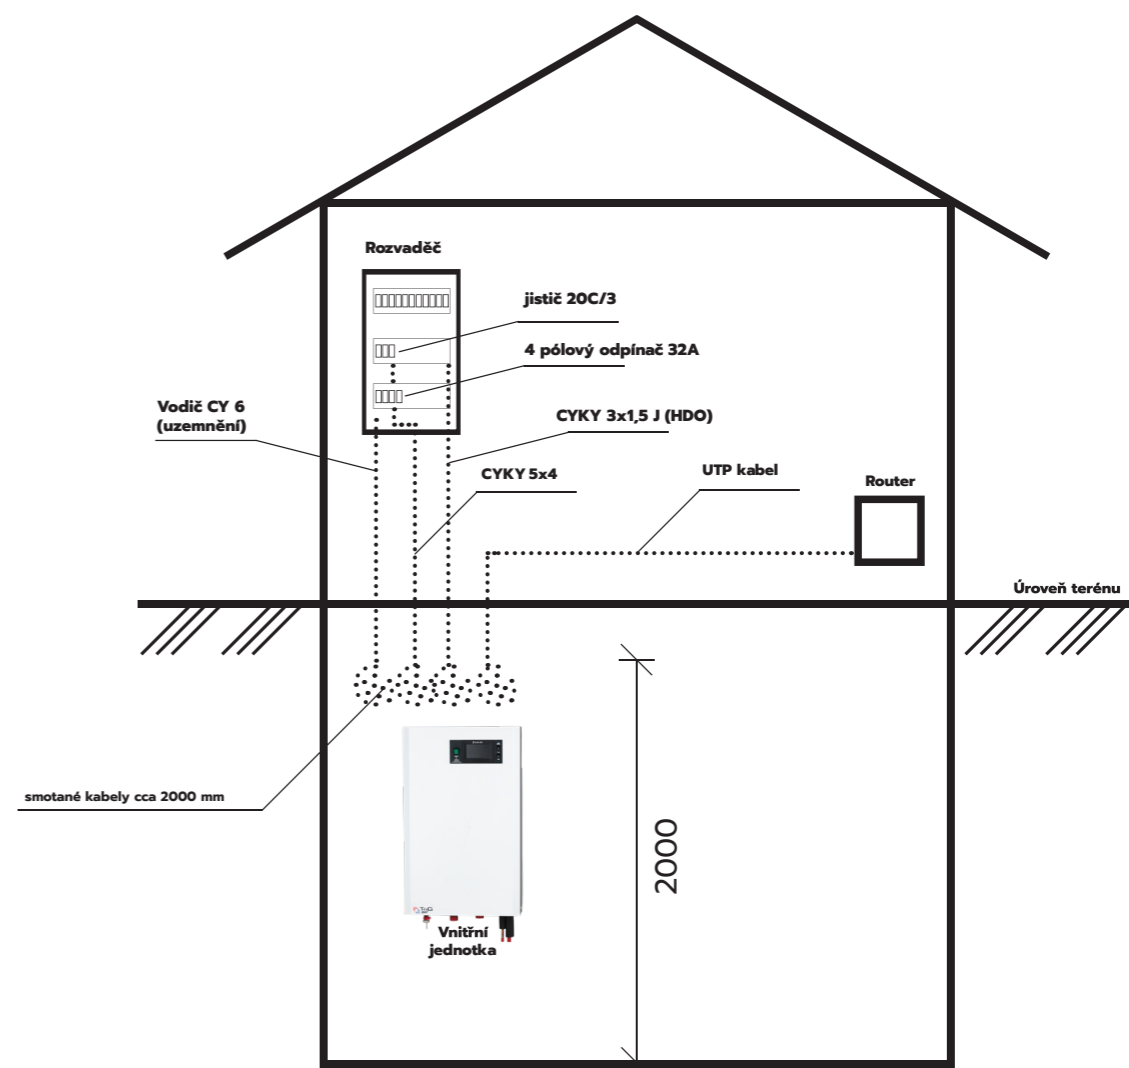 Rozvaděč
jistič 20C/3
4 pólový odpínač 32A
Vodič CY 6
(uzemnění)
CYKY 3x1,5 J (HDO)
CYKY 5x4
UTP kabel
Router
Úroveň terénu
smotané kabely cca 2000 mm
2000
Vnitřní
jednotka